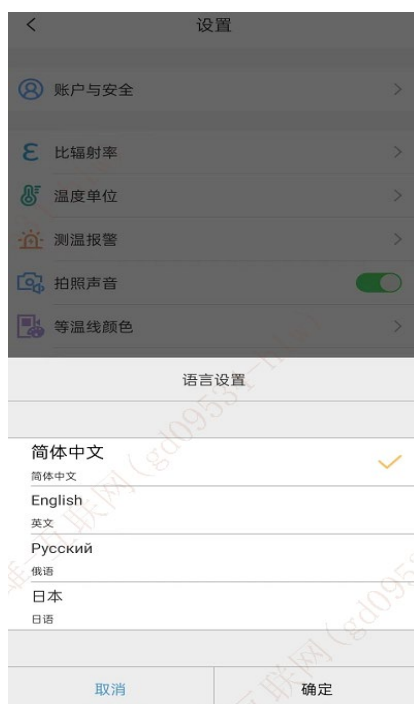 设置
账户与安全
比辐射率
温度单位
测温报警
拍照声音
等温线颜色
语言设置
简体中文
简体中文
English
英文
Русский
俄语
日本
日语
取消
确定